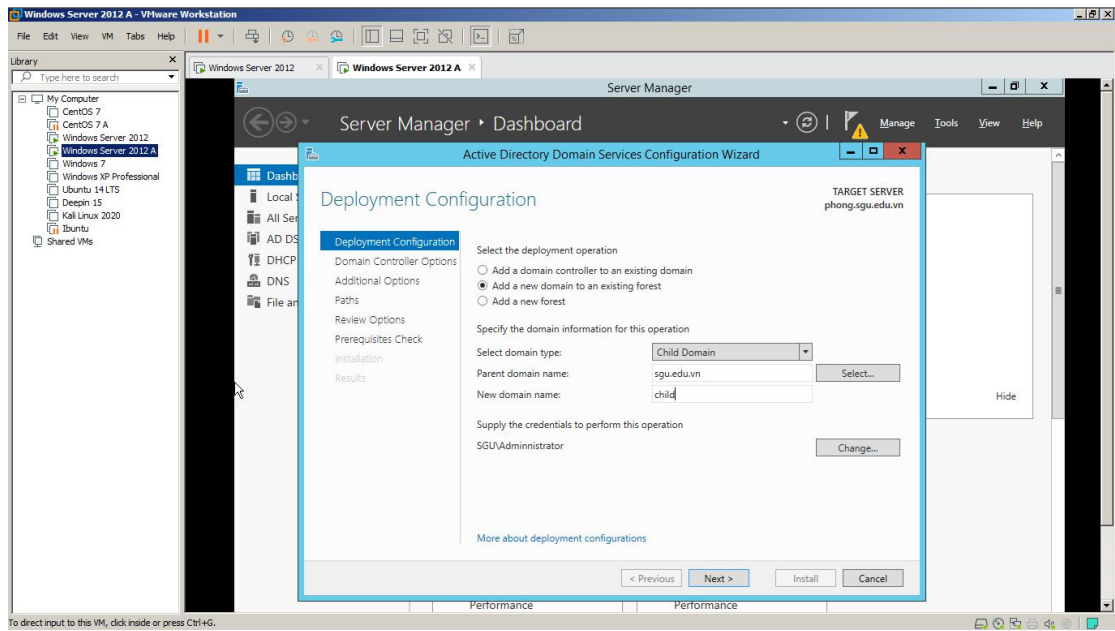 Windows Server 2012 A - VMware Workstation
File Edit View VM Tabs Help
Library
Type here to search
My Computer
CentOS 7
CentOS 7 A
Windows Server 2012
Windows Server 2012 A
Windows 7
Windows XP Professional
Ubuntu 14 LTS
Deepin 15
Kali Linux 2020
Ibuntu
Shared VMs
Windows Server 2012
Windows Server 2012 A
Server Manager
Server Manager • Dashboard
Manage Tools View Help
Dashb
Local S
All Ser
AD DS
DHCP
DNS
File an
Hide
Active Directory Domain Services Configuration Wizard
Deployment Configuration
TARGET SERVER
phong.sgu.edu.vn
Deployment Configuration
Domain Controller Options
Additional Options
Paths
Review Options
Prerequisites Check
Installation
Results
Select the deployment operation
Add a domain controller to an existing domain
Add a new domain to an existing forest
Add a new forest
Specify the domain information for this operation
Select domain type: Child Domain
Parent domain name: sgu.edu.vn Select...
New domain name: child
Supply the credentials to perform this operation
SGU\Adminnistrator Change...
More about deployment configurations
< Previous Next > Install Cancel
Performance Performance
To direct input to this VM, click inside or press Ctrl+G.